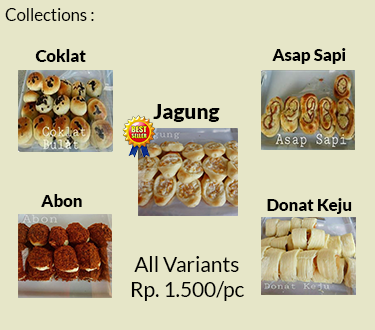 Collections :
Coklat
Coklat
Bulat
Asap Sapi
Asap Sapi
Jagung
BEST
SELLER
Jagung
Abon
Abon
Donat Keju
Donat Keju
All Variants
Rp. 1.500/pc